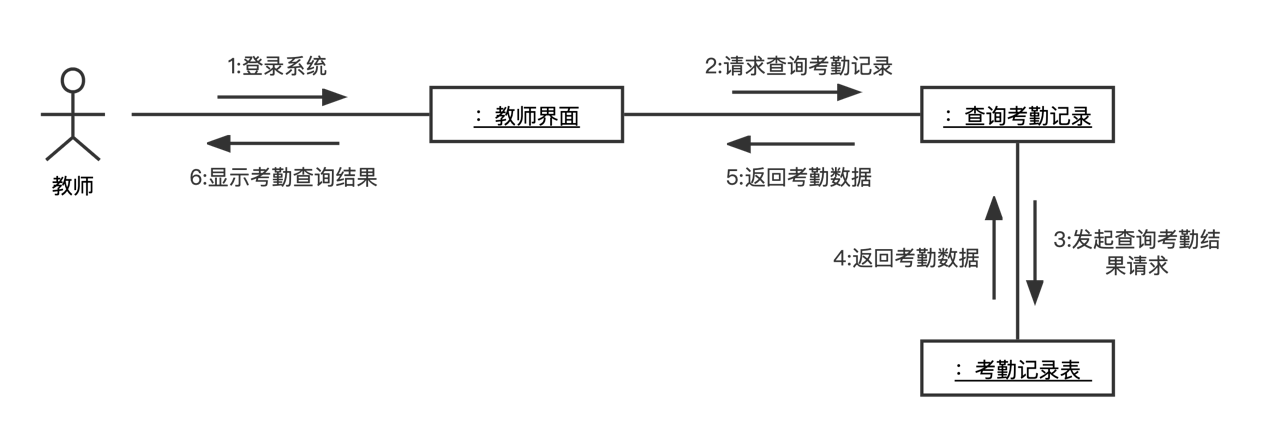 1:登录系统
2:请求查询考勤记录
：教师界面
：查询考勤记录
6:显示考勤查询结果
5:返回考勤数据
教师
4:返回考勤数据
3:发起查询考勤结
果请求
：考勤记录表